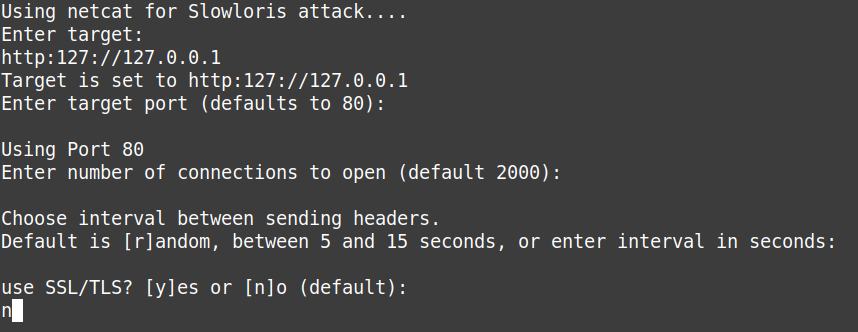 Using netcat for Slowloris attack....
Enter target:
http:127://127.0.0.1
Target is set to http:127://127.0.0.1
Enter target port (defaults to 80):
Using Port 80
Enter number of connections to open (default 2000):
Choose interval between sending headers.
Default is [r]andom, between 5 and 15 seconds, or enter interval in seconds:
use SSL/TLS? [y]es or [n]o (default):
n